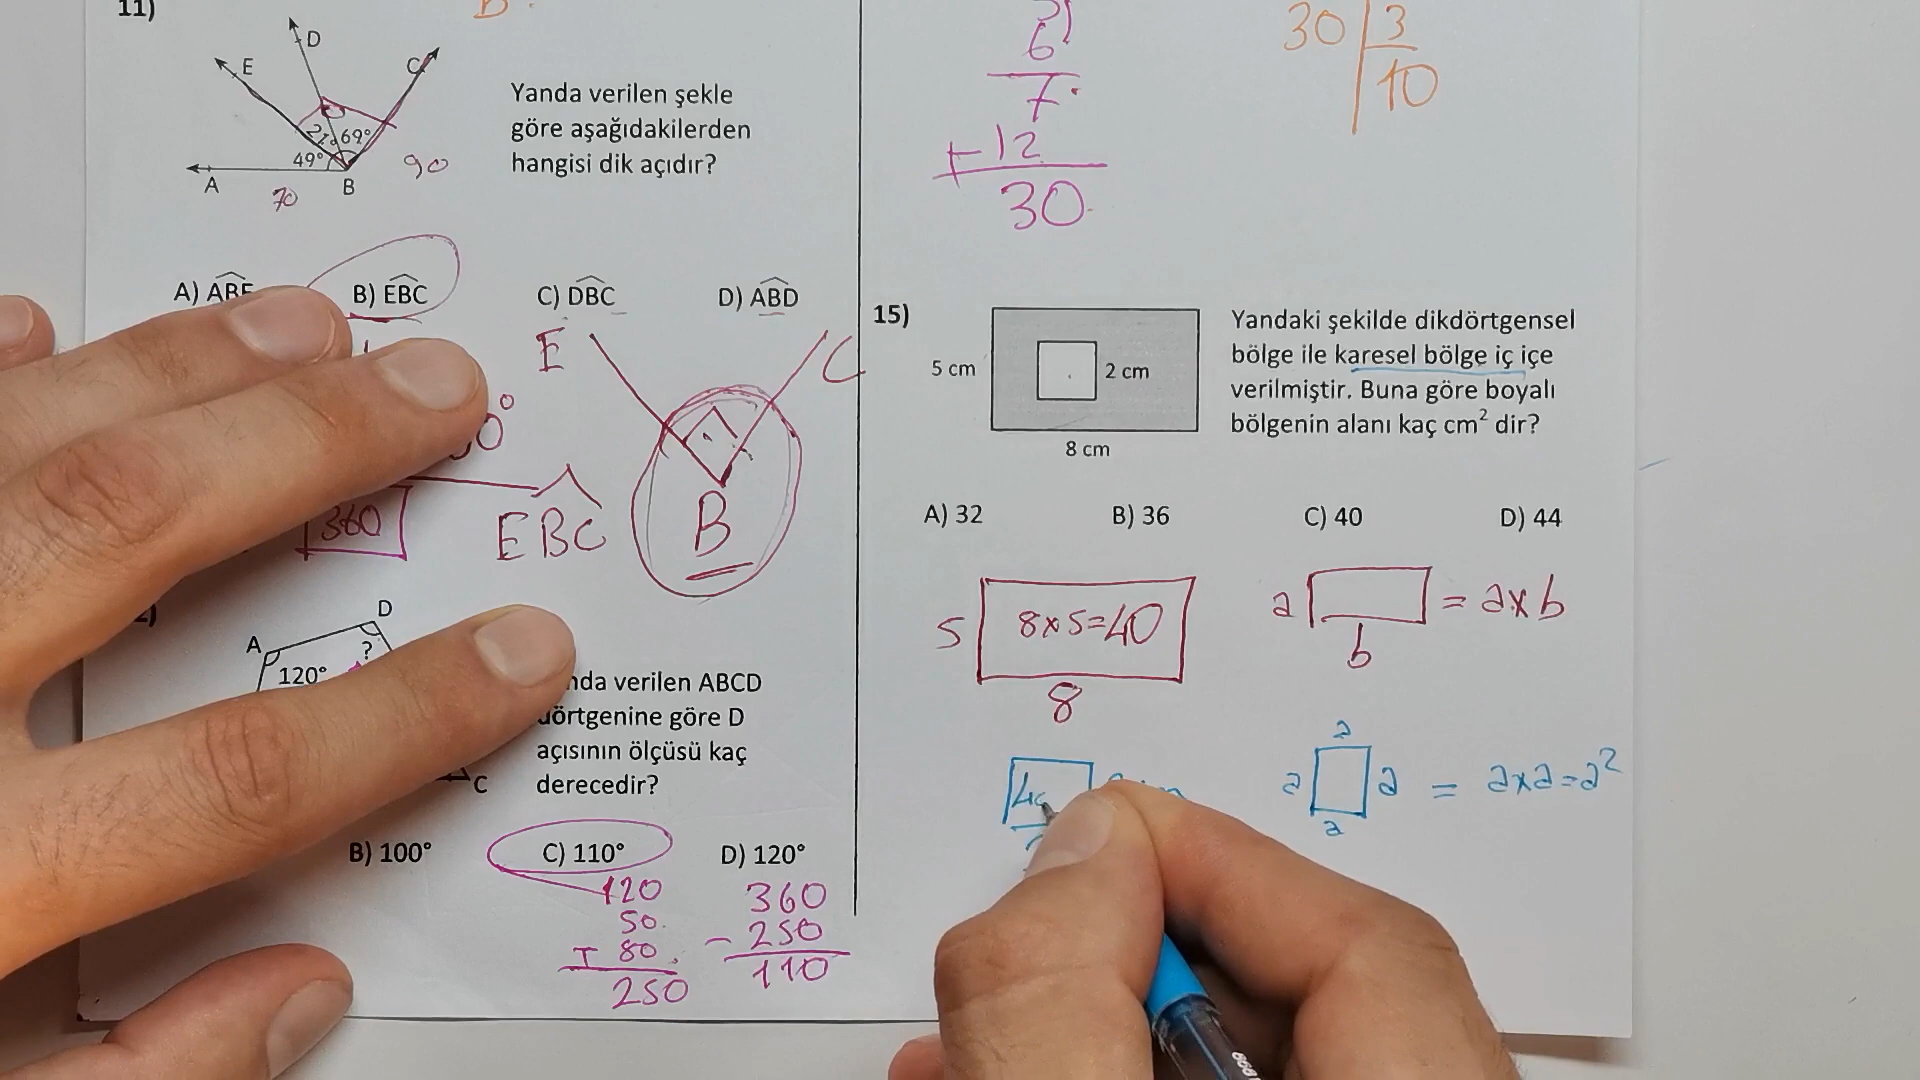 11)
D
E
C
21°
69°
49°
A
B
70
90
Yanda verilen şekle
göre aşağıdakilerden
hangisi dik açıdır?
A) ABE
B) EBC
C) DBC
D) ABD
E
C
B
EBC
360
A
D
?
120°
C
verilen ABCD
dörtgenine göre D
açısının ölçüsü kaç
derecedir?
B) 100°
C) 110°
D) 120°
120
50
+ 80
250
360
- 250
110
6
7
+ 12
30
30 3
10
15)
5 cm
2 cm
8 cm
Yandaki şekilde dikdörtgensel
bölge ile karesel bölge iç içe
verilmiştir. Buna göre boyalı
bölgenin alanı kaç cm² dir?
A) 32
B) 36
C) 40
D) 44
5
8x5=40
8
a
b
= axb
a
a
a
a
= axa=a²